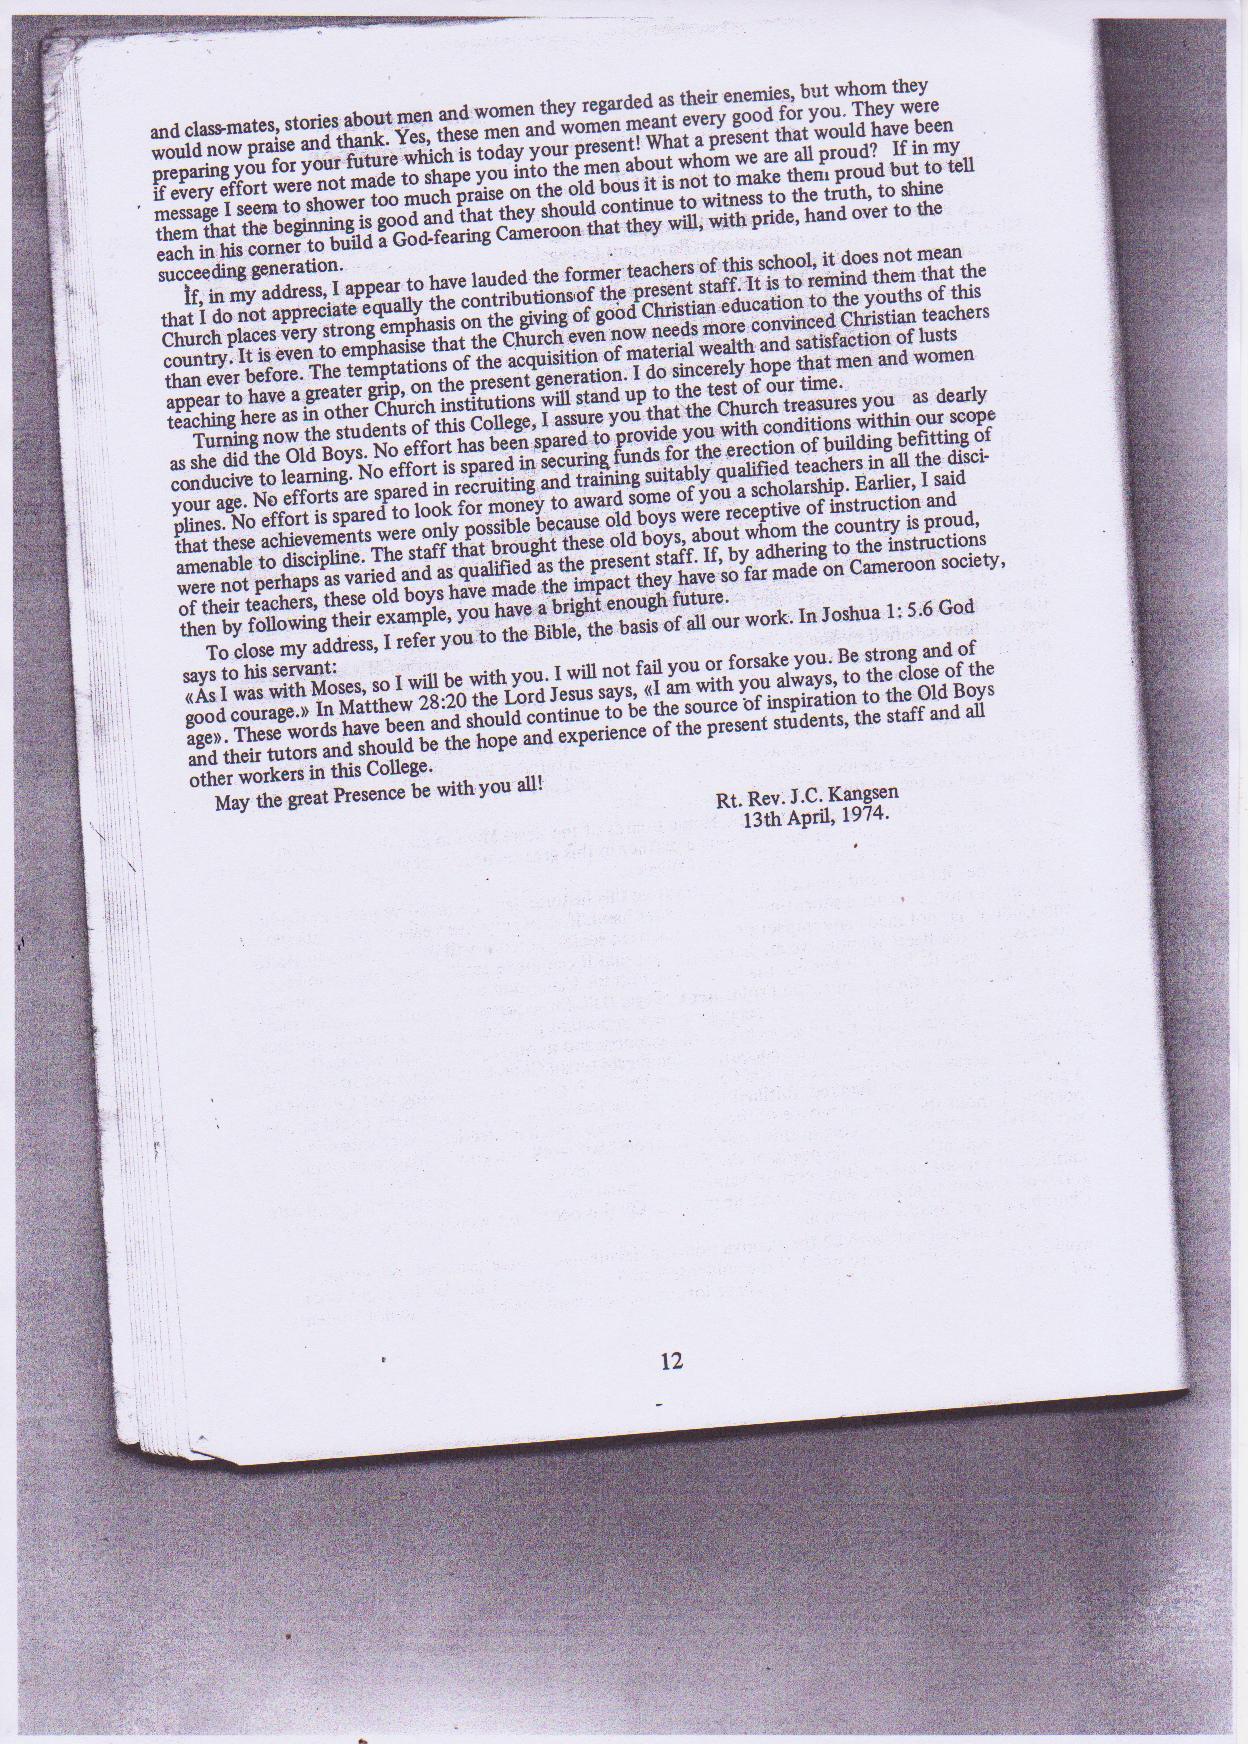 and class-mates, stories about men and women they regarded as their enemies, but whom they
would now praise and thank. Yes, these men and women meant every good for you. They were
preparing you for your future which is today your present! What a present that would have been
if every effort were not made to shape you into the men about whom we are all proud? If in my
message I seem to shower too much praise on the old bous it is not to make them proud but to tell
them that the beginning is good and that they should continue to witness to the truth, to shine
each in his corner to build a God-fearing Cameroon that they will, with pride, hand over to the
succeeding generation.
If, in my address, I appear to have lauded the former teachers of this school, it does not mean
that I do not appreciate equally the contributions of the present staff. It is to remind them that the
Church places very strong emphasis on the giving of good Christian education to the youths of this
country. It is even to emphasise that the Church even now needs more convinced Christian teachers
than ever before. The temptations of the acquisition of material wealth and satisfaction of lusts
appear to have a greater grip, on the present generation. I do sincerely hope that men and women
teaching here as in other Church institutions will stand up to the test of our time.
Turning now the students of this College, I assure you that the Church treasures you as dearly
as she did the Old Boys. No effort has been spared to provide you with conditions within our scope
conducive to learning. No effort is spared in securing funds for the erection of building befitting of
your age. No efforts are spared in recruiting and training suitably qualified teachers in all the disci-
plines. No effort is spared to look for money to award some of you a scholarship. Earlier, I said
that these achievements were only possible because old boys were receptive of instruction and
amenable to discipline. The staff that brought these old boys, about whom the country is proud,
were not perhaps as varied and as qualified as the present staff. If, by adhering to the instructions
of their teachers, these old boys have made the impact they have so far made on Cameroon society,
then by following their example, you have a bright enough future.
To close my address, I refer you to the Bible, the basis of all our work. In Joshua 1: 5.6 God
says to his servant:
«As I was with Moses, so I will be with you. I will not fail you or forsake you. Be strong and of
good courage.» In Matthew 28:20 the Lord Jesus says, «I am with you always, to the close of the
age». These words have been and should continue to be the source of inspiration to the Old Boys
and their tutors and should be the hope and experience of the present students, the staff and all
other workers in this College.
May the great Presence be with you all!
Rt. Rev. J.C. Kangsen
13th April, 1974.
12